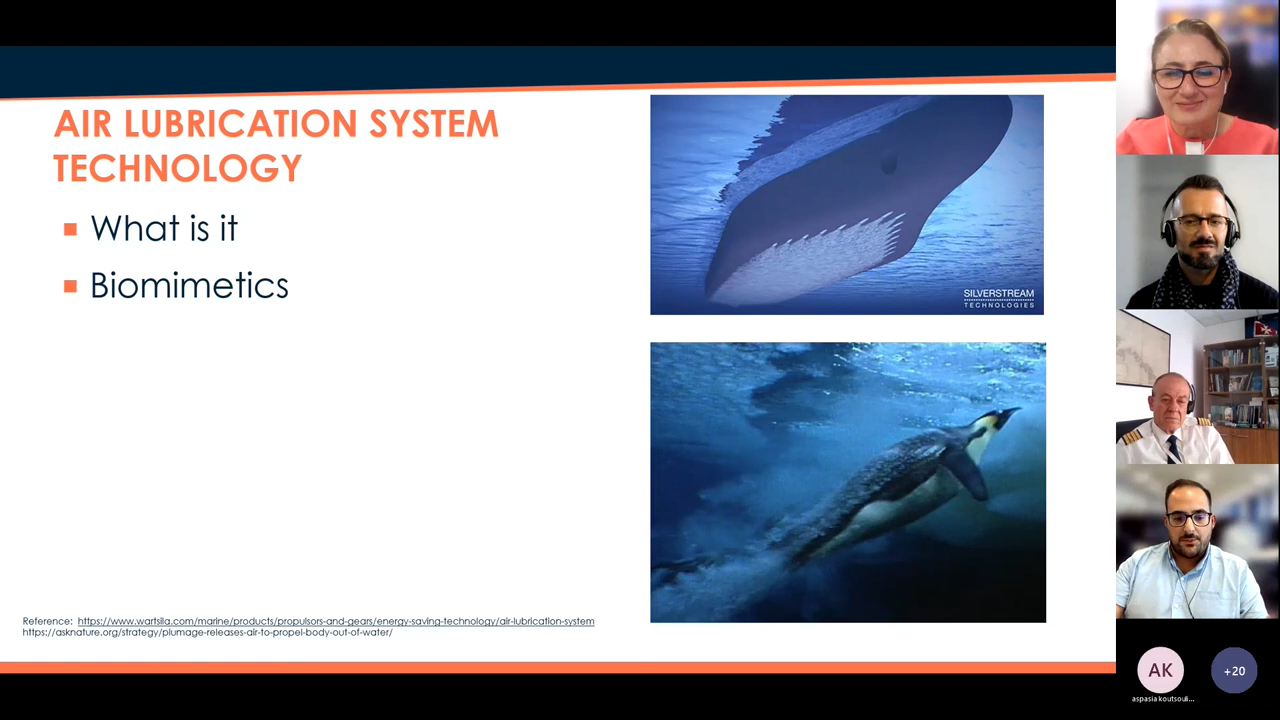 AIR LUBRICATION SYSTEM
TECHNOLOGY
What is it
Biomimetics
SILVERSTREAM
TECHNOLOGIES
Reference: https://www.wartsila.com/marine/products/propulsors-and-gears/energy-saving-technology/air-lubrication-system
https://asknature.org/strategy/plumage-releases-air-to-propel-body-out-of-water/
AK
+20
aspasia koutsouli...